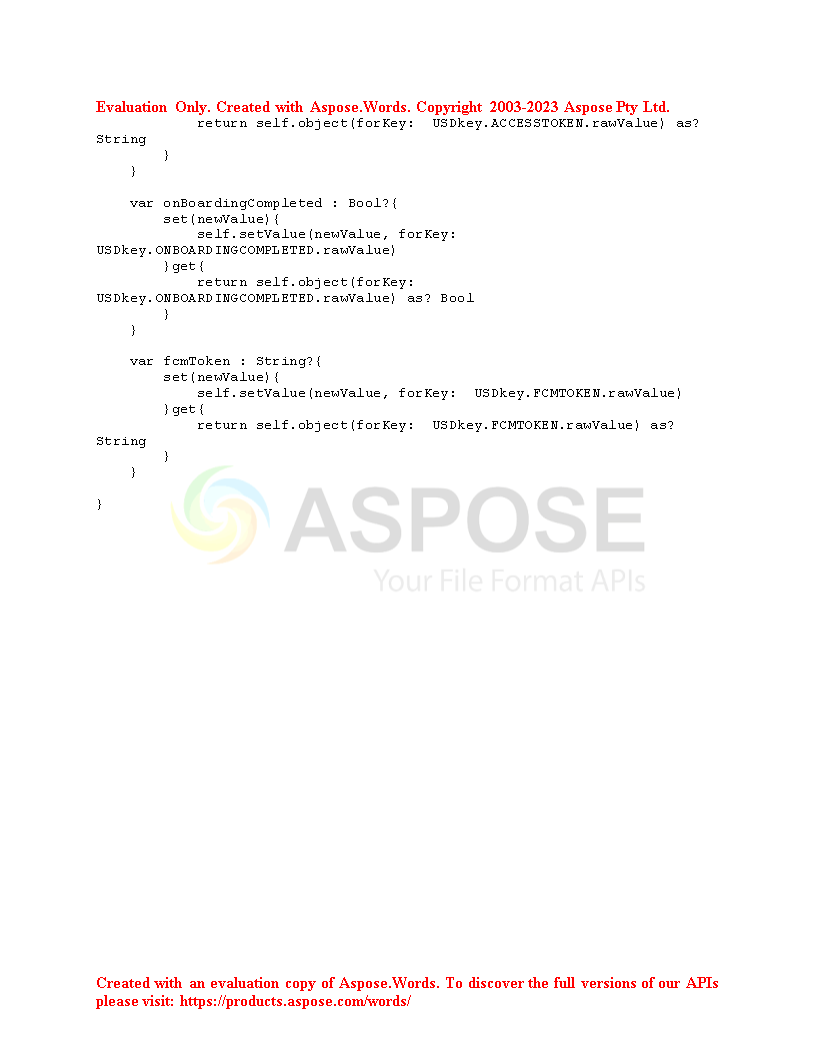 Evaluation Only. Created with Aspose.Words. Copyright 2003-2023 Aspose Pty Ltd.
            return self.object(forKey:  USDkey.ACCESSTOKEN.rawValue) as?
String
        }
    }

    var onBoardingCompleted : Bool?{
        set(newValue){
            self.setValue(newValue, forKey:
USDkey.ONBOARDINGCOMPLETED.rawValue)
        }get{
            return self.object(forKey:
USDkey.ONBOARDINGCOMPLETED.rawValue) as? Bool
        }
    }

    var fcmToken : String?{
        set(newValue){
            self.setValue(newValue, forKey:  USDkey.FCMTOKEN.rawValue)
        }get{
            return self.object(forKey:  USDkey.FCMTOKEN.rawValue) as?
String
        }
    }

}
ASPOSE
Your File Format APIs
Created with an evaluation copy of Aspose.Words. To discover the full versions of our APIs
please visit: https://products.aspose.com/words/